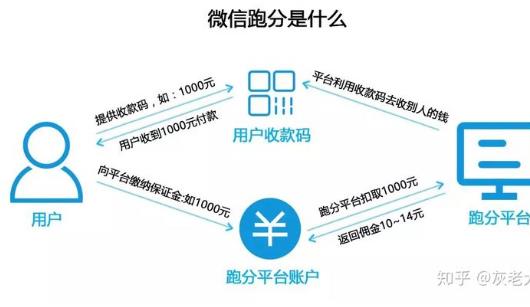 微信跑分是什么
提供收款码，如：1000元
用户收到1000元付款
平台利用收款码去收别人的钱
用户收款码
向平台缴纳保证金:如1000元
跑分平台扣取1000元
返回佣金10~14元
用户
跑分平台账户
跑分平台
知乎 @灰老